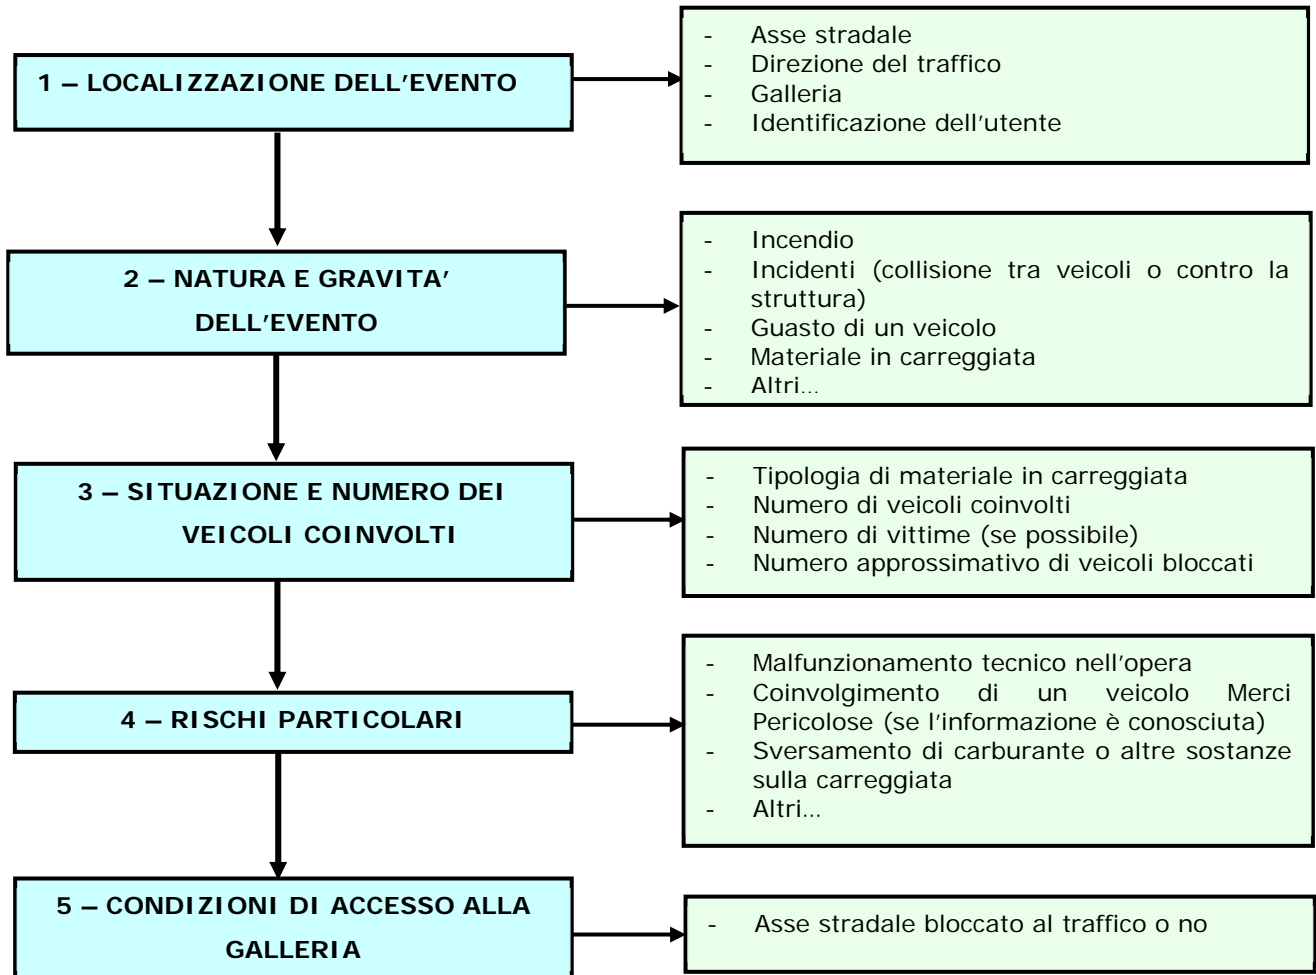 1 – LOCALIZZAZIONE DELL'EVENTO
- Asse stradale
- Direzione del traffico
- Galleria
- Identificazione dell'utente
2 – NATURA E GRAVITA'
DELL'EVENTO
- Incendio
- Incidenti (collisione tra veicoli o contro la
struttura)
- Guasto di un veicolo
- Materiale in carreggiata
- Altri…
3 – SITUAZIONE E NUMERO DEI
VEICOLI COINVOLTI
- Tipologia di materiale in carreggiata
- Numero di veicoli coinvolti
- Numero di vittime (se possibile)
- Numero approssimativo di veicoli bloccati
4 – RISCHI PARTICOLARI
- Malfunzionamento tecnico nell'opera
- Coinvolgimento di un veicolo Merci
Pericolose (se l'informazione è conosciuta)
- Sversamento di carburante o altre sostanze
sulla carreggiata
- Altri…
5 – CONDIZIONI DI ACCESSO ALLA
GALLERIA
- Asse stradale bloccato al traffico o no